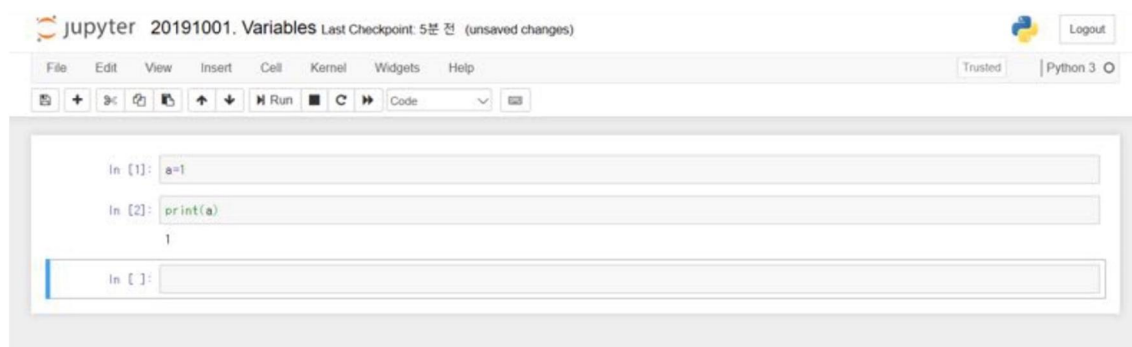 jupyter 20191001. Variables Last Checkpoint: 5분 전 (unsaved changes) Logout
File Edit View Insert Cell Kernel Widgets Help Trusted Python 3
Run Code
In [1]: a=1
In [2]: print(a)
1
In [ ]: